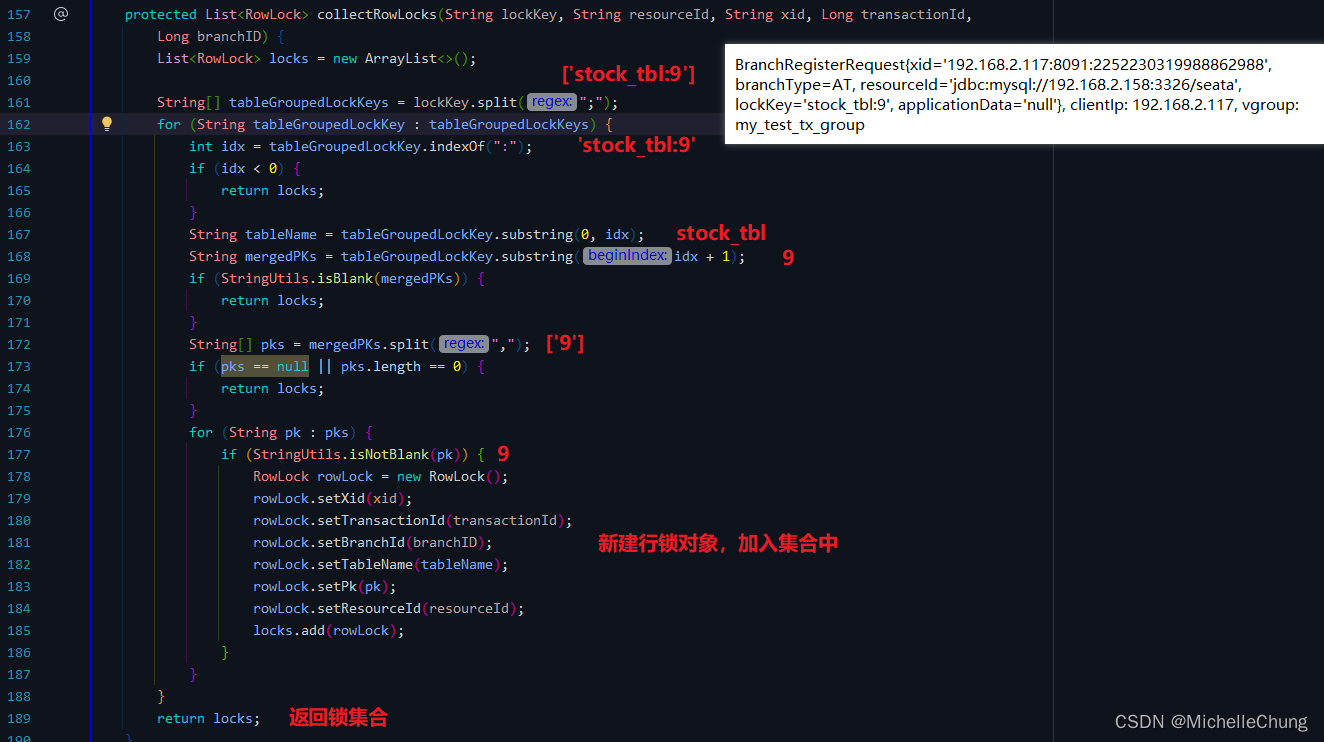 157 @ protected List<RowLock> collectRowLocks(String lockKey, String resourceId, String xid, Long transactionId,
158 Long branchID) {
159 List<RowLock> locks = new ArrayList<>();
160 ['stock_tbl:9']
161 String[] tableGroupedLockKeys = lockKey.split( regex: ";");
162 for (String tableGroupedLockKey : tableGroupedLockKeys) {
163 int idx = tableGroupedLockKey.indexOf(":"); 'stock_tbl:9'
164 if (idx < 0) {
165 return locks;
166 }
167 String tableName = tableGroupedLockKey.substring(0, idx); stock_tbl
168 String mergedPKs = tableGroupedLockKey.substring( beginIndex: idx + 1); 9
169 if (StringUtils.isBlank(mergedPKs)) {
170 return locks;
171 }
172 String[] pks = mergedPKs.split( regex: ","); ['9']
173 if (pks == null || pks.length == 0) {
174 return locks;
175 }
176 for (String pk : pks) {
177 if (StringUtils.isNotBlank(pk)) { 9
178 RowLock rowLock = new RowLock();
179 rowLock.setXid(xid);
180 rowLock.setTransactionId(transactionId);
181 rowLock.setBranchId(branchID); 新建行锁对象，加入集合中
182 rowLock.setTableName(tableName);
183 rowLock.setPk(pk);
184 rowLock.setResourceId(resourceId);
185 locks.add(rowLock);
186 }
187 }
188 }
189 return locks; 返回锁集合
190 }
BranchRegisterRequest{xid='192.168.2.117:8091:2252230319988862988',
branchType=AT, resourceId='jdbc:mysql://192.168.2.158:3326/seata',
lockKey='stock_tbl:9', applicationData='null'}, clientIp: 192.168.2.117, vgroup:
my_test_tx_group
CSDN @MichelleChung